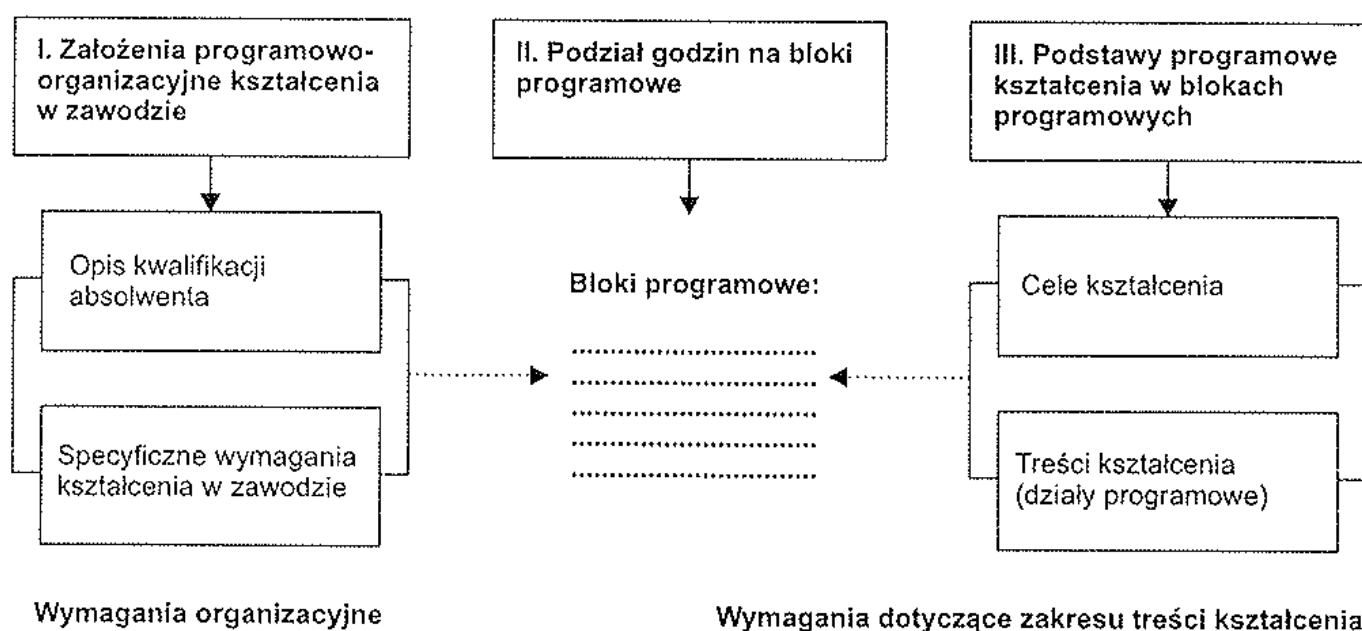 I. Założenia programowo-
organizacyjne kształcenia
w zawodzie
II. Podział godzin na bloki
programowe
III. Podstawy programowe
kształcenia w blokach
programowych
Opis kwalifikacji
absolwenta
Specyficzne wymagania
kształcenia w zawodzie
Bloki programowe:
Cele kształcenia
Treści kształcenia
(działy programowe)
Wymagania organizacyjne
Wymagania dotyczące zakresu treści kształcenia